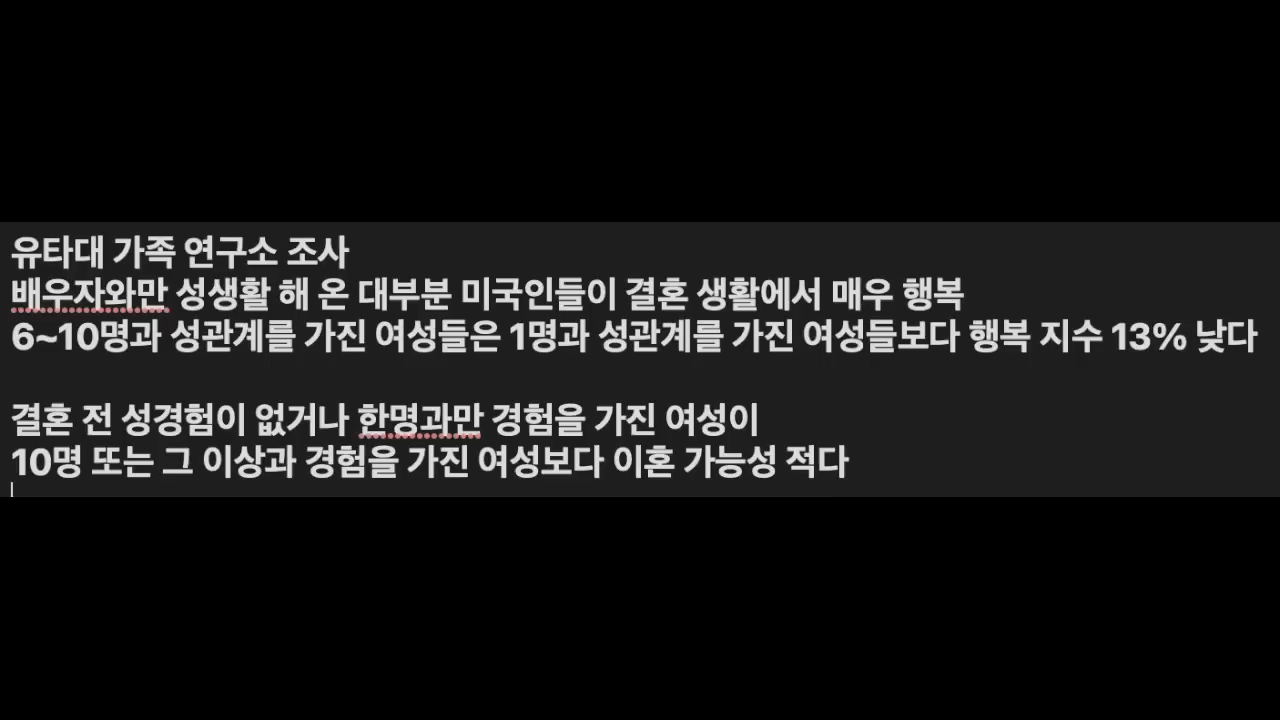 유타대 가족 연구소 조사
배우자와만 성생활 해 온 대부분 미국인들이 결혼 생활에서 매우 행복
6~10명과 성관계를 가진 여성들은 1명과 성관계를 가진 여성들보다 행복 지수 13% 낮다
결혼 전 성경험이 없거나 한명과만 경험을 가진 여성이
10명 또는 그 이상과 경험을 가진 여성보다 이혼 가능성 적다